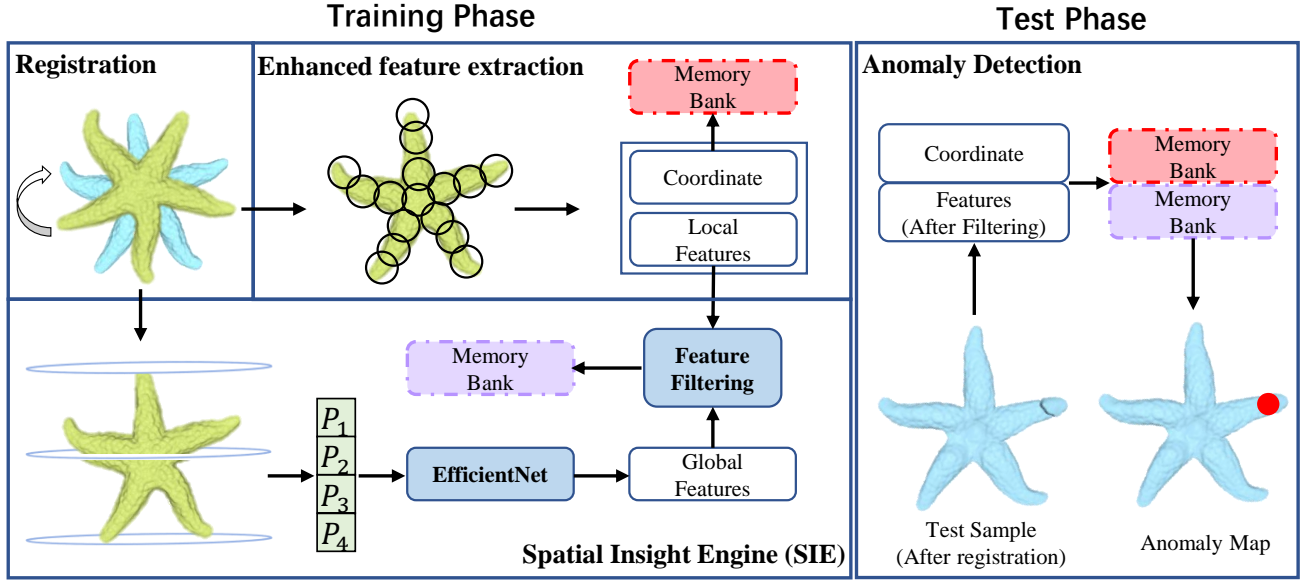 Training Phase
Test Phase
Registration
Enhanced feature extraction
Memory
Bank
Coordinate
Local
Features
Memory
Bank
Feature
Filtering
P1
P2
P3
P4
EfficientNet
Global
Features
Spatial Insight Engine (SIE)
Anomaly Detection
Coordinate
Features
(After Filtering)
Memory
Bank
Memory
Bank
Test Sample
(After registration)
Anomaly Map